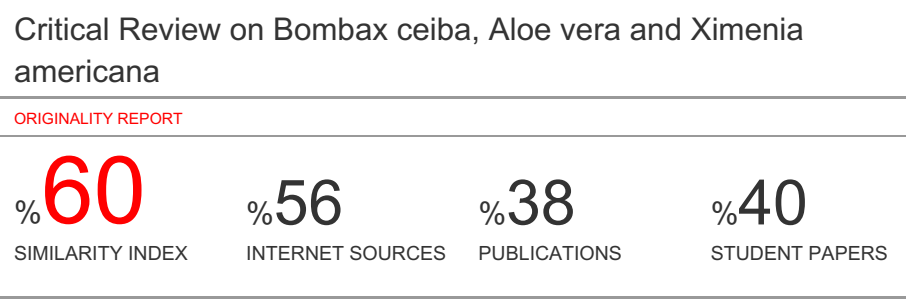 Critical Review on Bombax ceiba, Aloe vera and Ximenia
americana
ORIGINALITY REPORT
%60 %56 %38 %40
SIMILARITY INDEX INTERNET SOURCES PUBLICATIONS STUDENT PAPERS